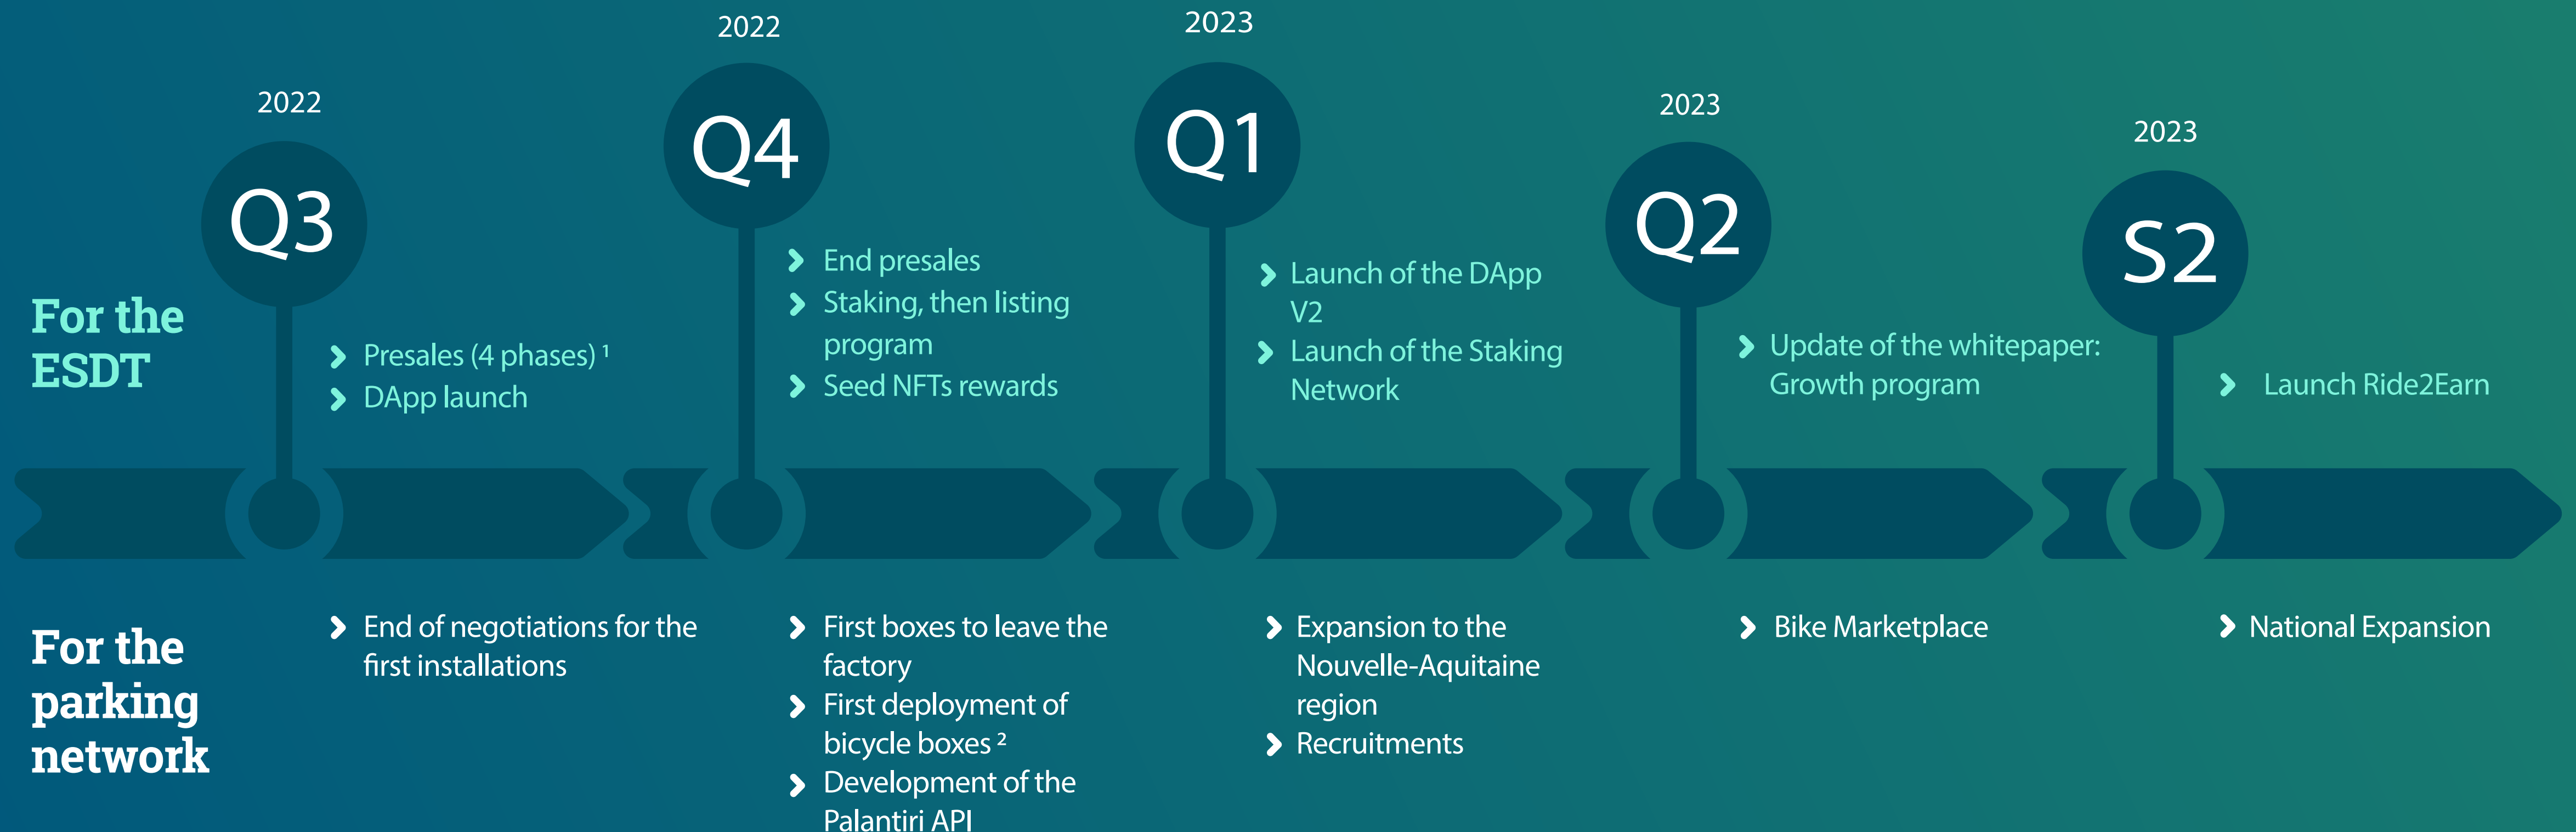 2022
Q3
2022
Q4
2023
Q1
2023
Q2
2023
S2
For the
ESDT
Presales (4 phases) ¹
DApp launch
End presales
Staking, then listing
program
Seed NFTs rewards
Launch of the DApp
V2
Launch of the Staking
Network
Update of the whitepaper:
Growth program
Launch Ride2Earn
For the
parking
network
End of negotiations for the
first installations
First boxes to leave the
factory
First deployment of
bicycle boxes ²
Development of the
Palantiri API
Expansion to the
Nouvelle-Aquitaine
region
Recruitments
Bike Marketplace
National Expansion